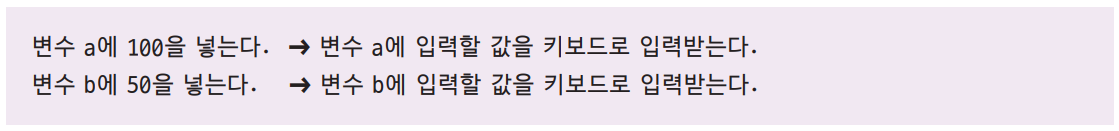 변수 a에 100을 넣는다. → 변수 a에 입력할 값을 키보드로 입력받는다.
변수 b에 50을 넣는다. → 변수 b에 입력할 값을 키보드로 입력받는다.